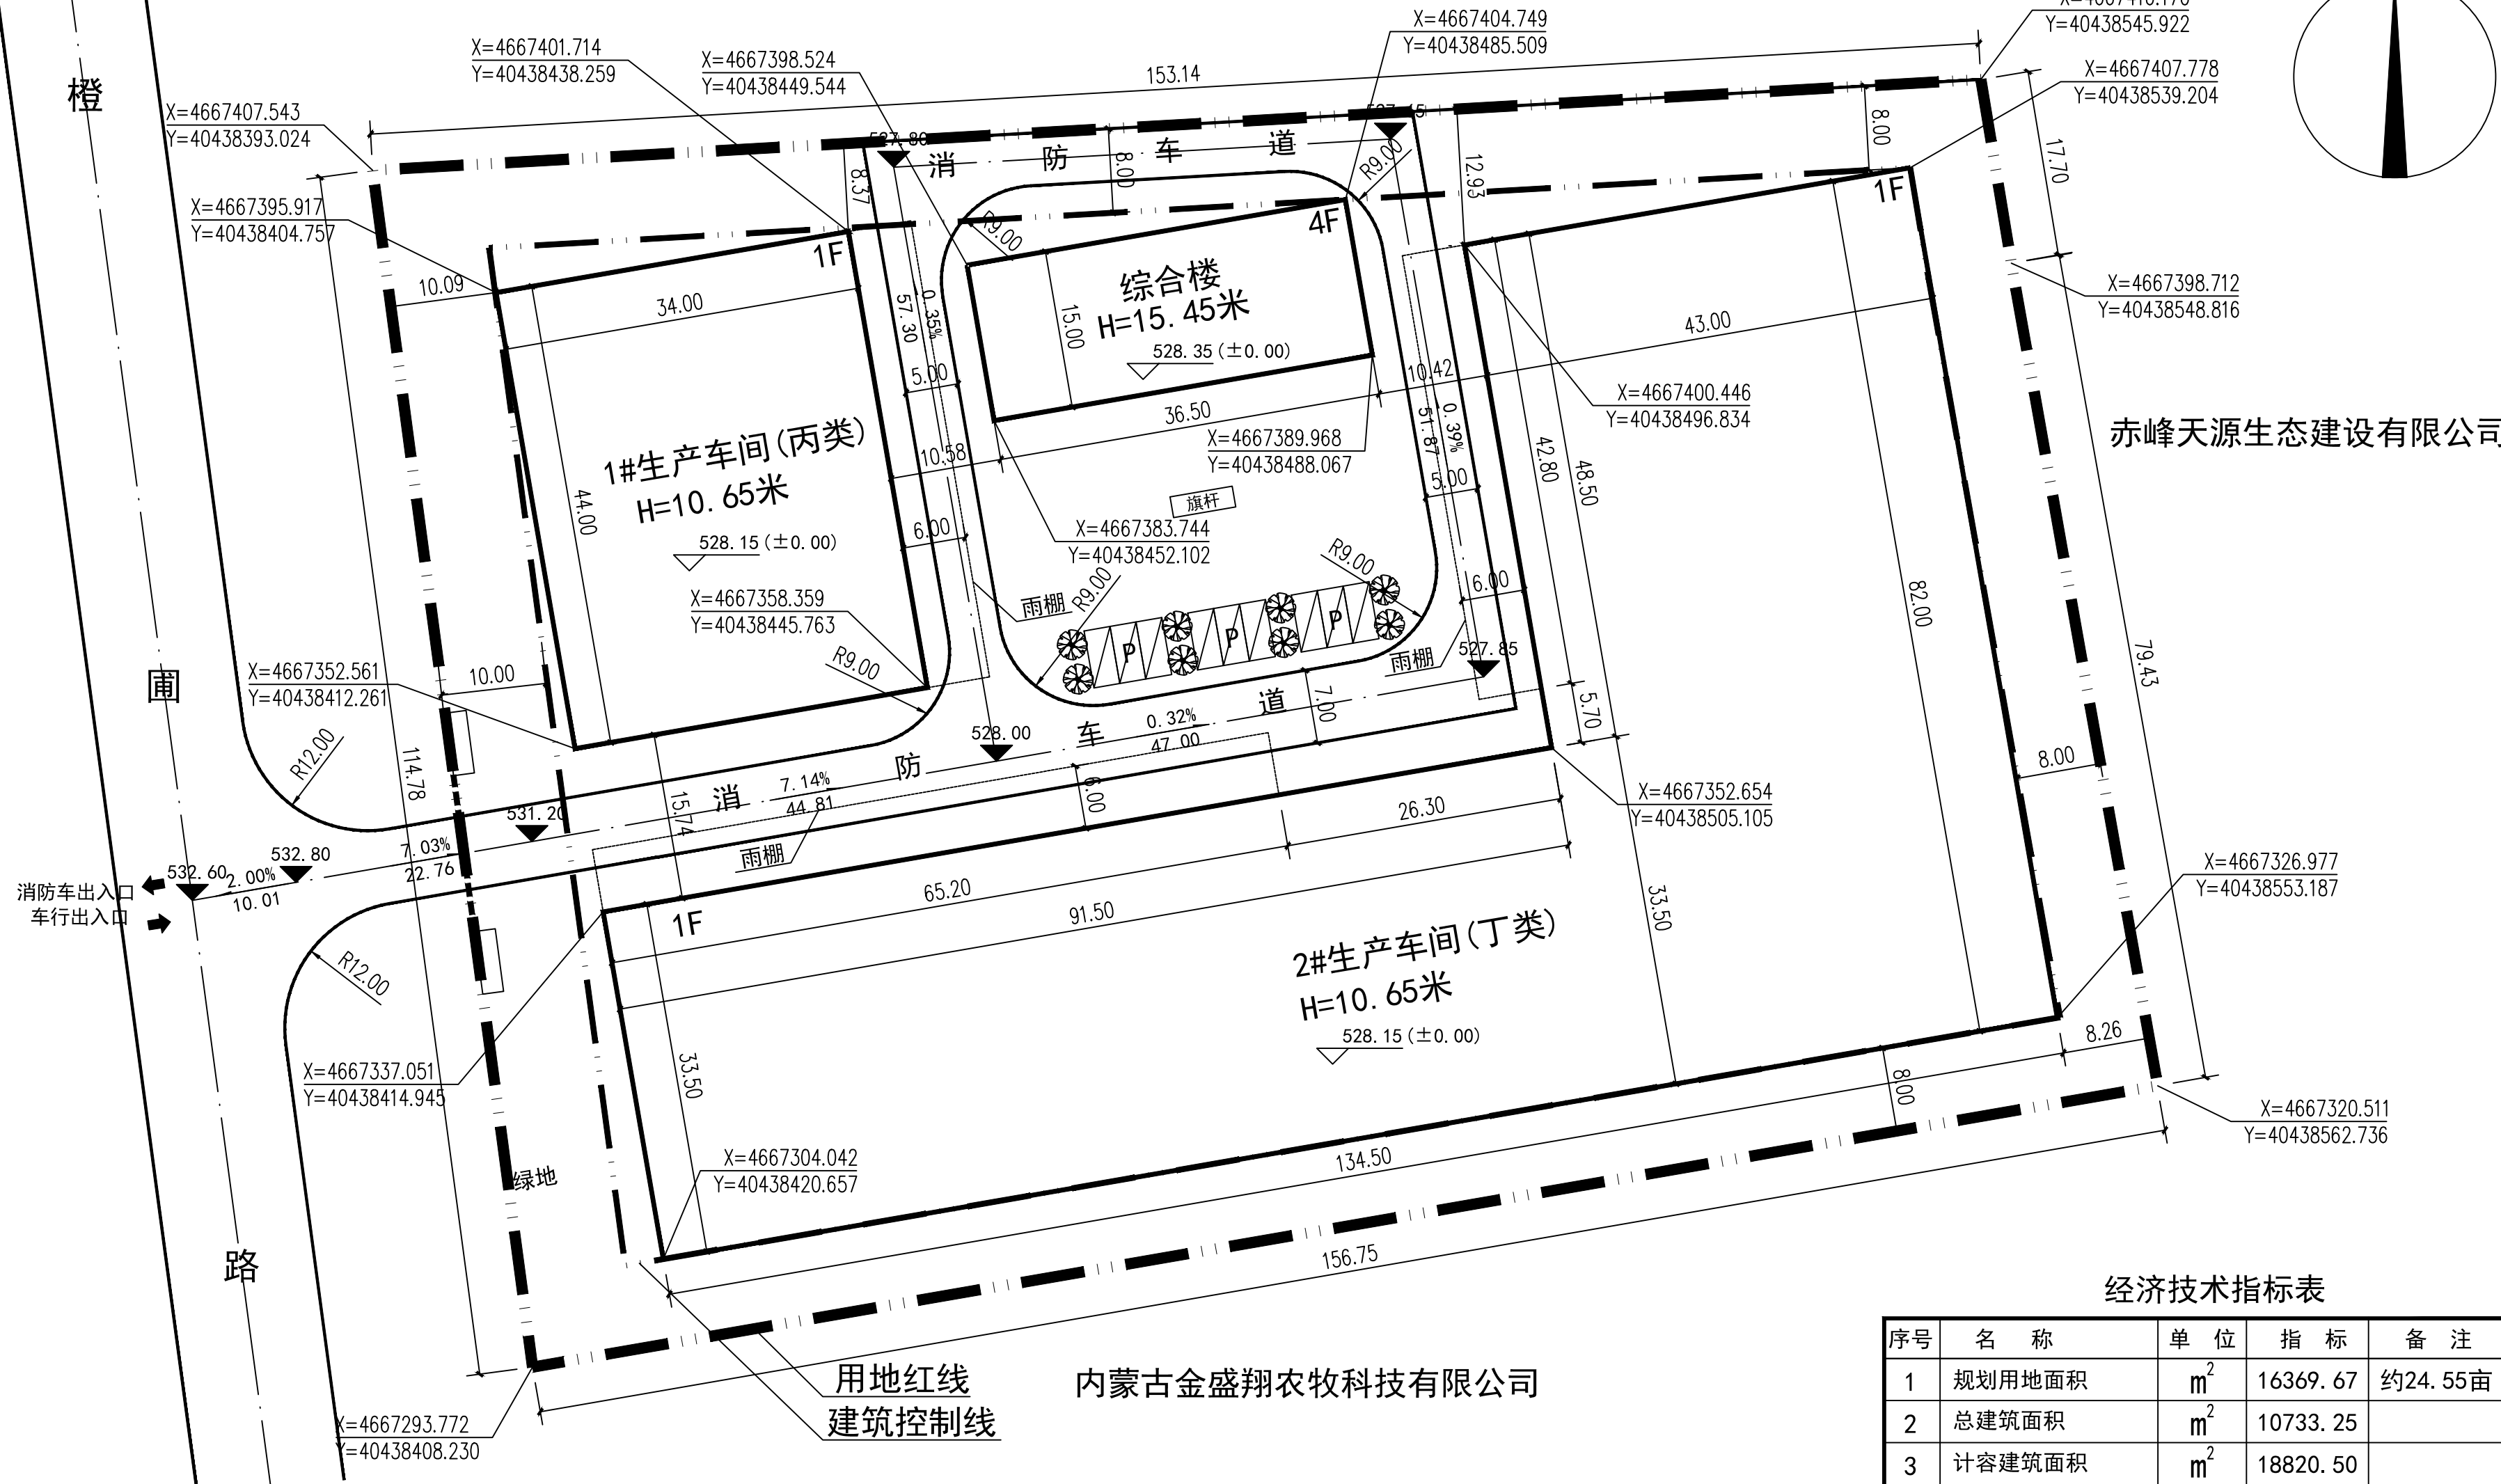 X=4667404.749
Y=40438485.509
Y=40438545.922
X=4667401.714
Y=40438438.259
X=4667398.524
Y=40438449.544
153.14
X=4667407.778
Y=40438539.204
橙
X=4667407.543
Y=40438393.024
527.80
消 防 车 道
8.37
8.00
R9.00
12.93
8.00
17.70
X=4667395.917
Y=40438404.757
1F
R9.00
4F
1F
10.09
34.00
57.30
0.35%
15.00
综合楼
H=15.45米
528.35(±0.00)
43.00
X=4667398.712
Y=40438548.816
5.00
36.50
10.42
X=4667400.446
Y=40438496.834
赤峰天源生态建设有限公司
1#生产车间(丙类)
H=10.65米
528.15(±0.00)
44.00
10.58
X=4667389.968
Y=40438488.067
51.87
0.39%
5.00
42.80
48.50
旗杆
6.00
X=4667383.744
Y=40438452.102
R9.00
R9.00
6.00
82.00
X=4667358.359
Y=40438445.763
雨棚
P
P
P
雨棚
527.85
圃
X=4667352.561
Y=40438412.261
10.00
R9.00
528.00
车
0.32%
47.00
道
7.00
5.70
79.43
R12.00
114.78
15.74
消
7.14%
44.81
防
6.00
8.00
531.20
26.30
X=4667352.654
Y=40438505.105
532.60
2.00%
10.01
532.80
7.03%
22.76
雨棚
消防车出入口
车行出入口
1F
65.20
91.50
33.50
X=4667326.977
Y=40438553.187
R12.00
2#生产车间(丁类)
H=10.65米
528.15(±0.00)
X=4667337.051
Y=40438414.945
33.50
8.26
8.00
X=4667320.511
Y=40438562.736
绿地
X=4667304.042
Y=40438420.657
134.50
156.75
路
用地红线
建筑控制线
内蒙古金盛翔农牧科技有限公司
X=4667293.772
Y=40438408.230
经济技术指标表
序号 名 称 单 位 指 标 备 注
1 规划用地面积 m² 16369.67 约24.55亩
2 总建筑面积 m² 10733.25
3 计容建筑面积 m² 18820.50